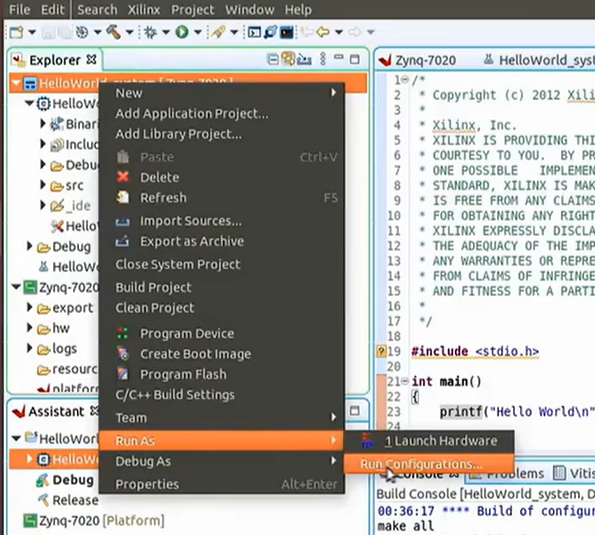 File Edit Search Xilinx Project Window Help
Explorer
HelloWorld_system [ Zynq-7020 ]
HelloWo
Binari
Includ
Debu
src
_ide
HelloW
Debug
HelloWo
Zynq-7020
export
hw
logs
resourc
platform
New
Add Application Project...
Add Library Project...
Paste Ctrl+V
Delete
Refresh F5
Import Sources...
Export as Archive
Close System Project
Build Project
Clean Project
Program Device
Create Boot Image
Program Flash
C/C++ Build Settings
Team
Run As
Debug As
Properties Alt+Enter
1 Launch Hardware
Run Configurations...
Assistant
HelloWorl
HelloWo
Debug
Release
Zynq-7020 [Platform]
Zynq-7020 HelloWorld_syst
1 /*
2 * Copyright (c) 2012 Xili
3 *
4 * Xilinx, Inc.
5 * XILINX IS PROVIDING THI
6 * COURTESY TO YOU. BY PR
7 * ONE POSSIBLE IMPLEMEN
8 * STANDARD, XILINX IS MAK
9 * IS FREE FROM ANY CLAIMS
10 * FOR OBTAINING ANY RIGHT
11 * XILINX EXPRESSLY DISCLA
12 * THE ADEQUACY OF THE IMP
13 * ANY WARRANTIES OR REPRE
14 * FROM CLAIMS OF INFRINGE
15 * AND FITNESS FOR A PARTI
16 *
17 */
18
19 #include <stdio.h>
20
21 int main()
22 {
23 printf("Hello World\n"
24
Console Problems Vitis
Build Console [HelloWorld_system, D
00:36:17 **** Build of configur
make all